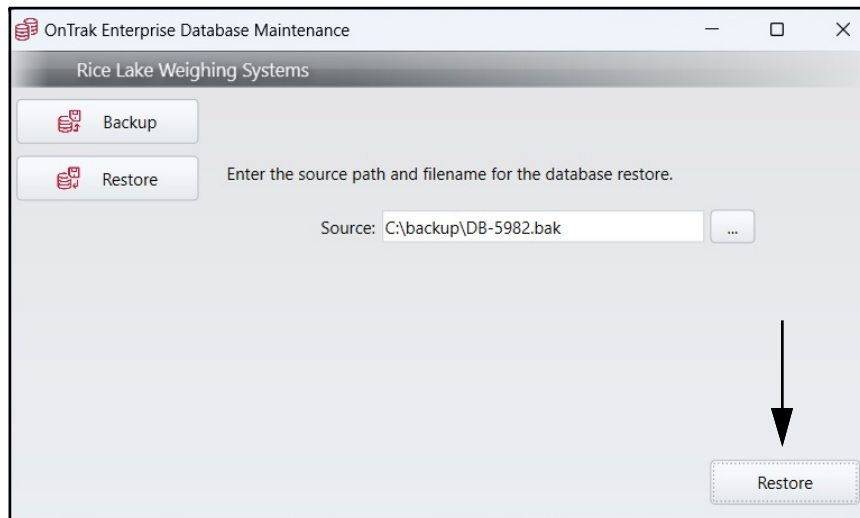 OnTrak Enterprise Database Maintenance
Rice Lake Weighing Systems
Backup
Restore
Enter the source path and filename for the database restore.
Source: C:\backup\DB-5982.bak ...
Restore